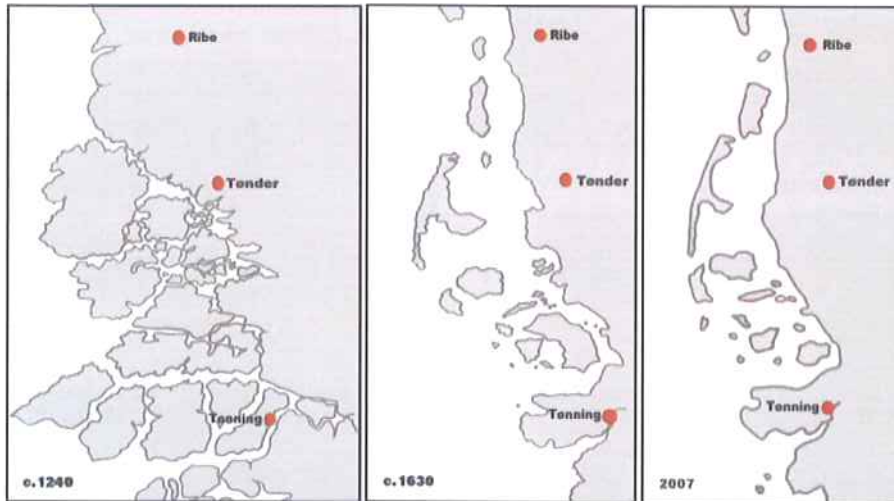 Ribe
Tønder
Tønning
c.1240
Ribe
Tønder
Tønning
c.1630
Ribe
Tønder
Tønning
2007